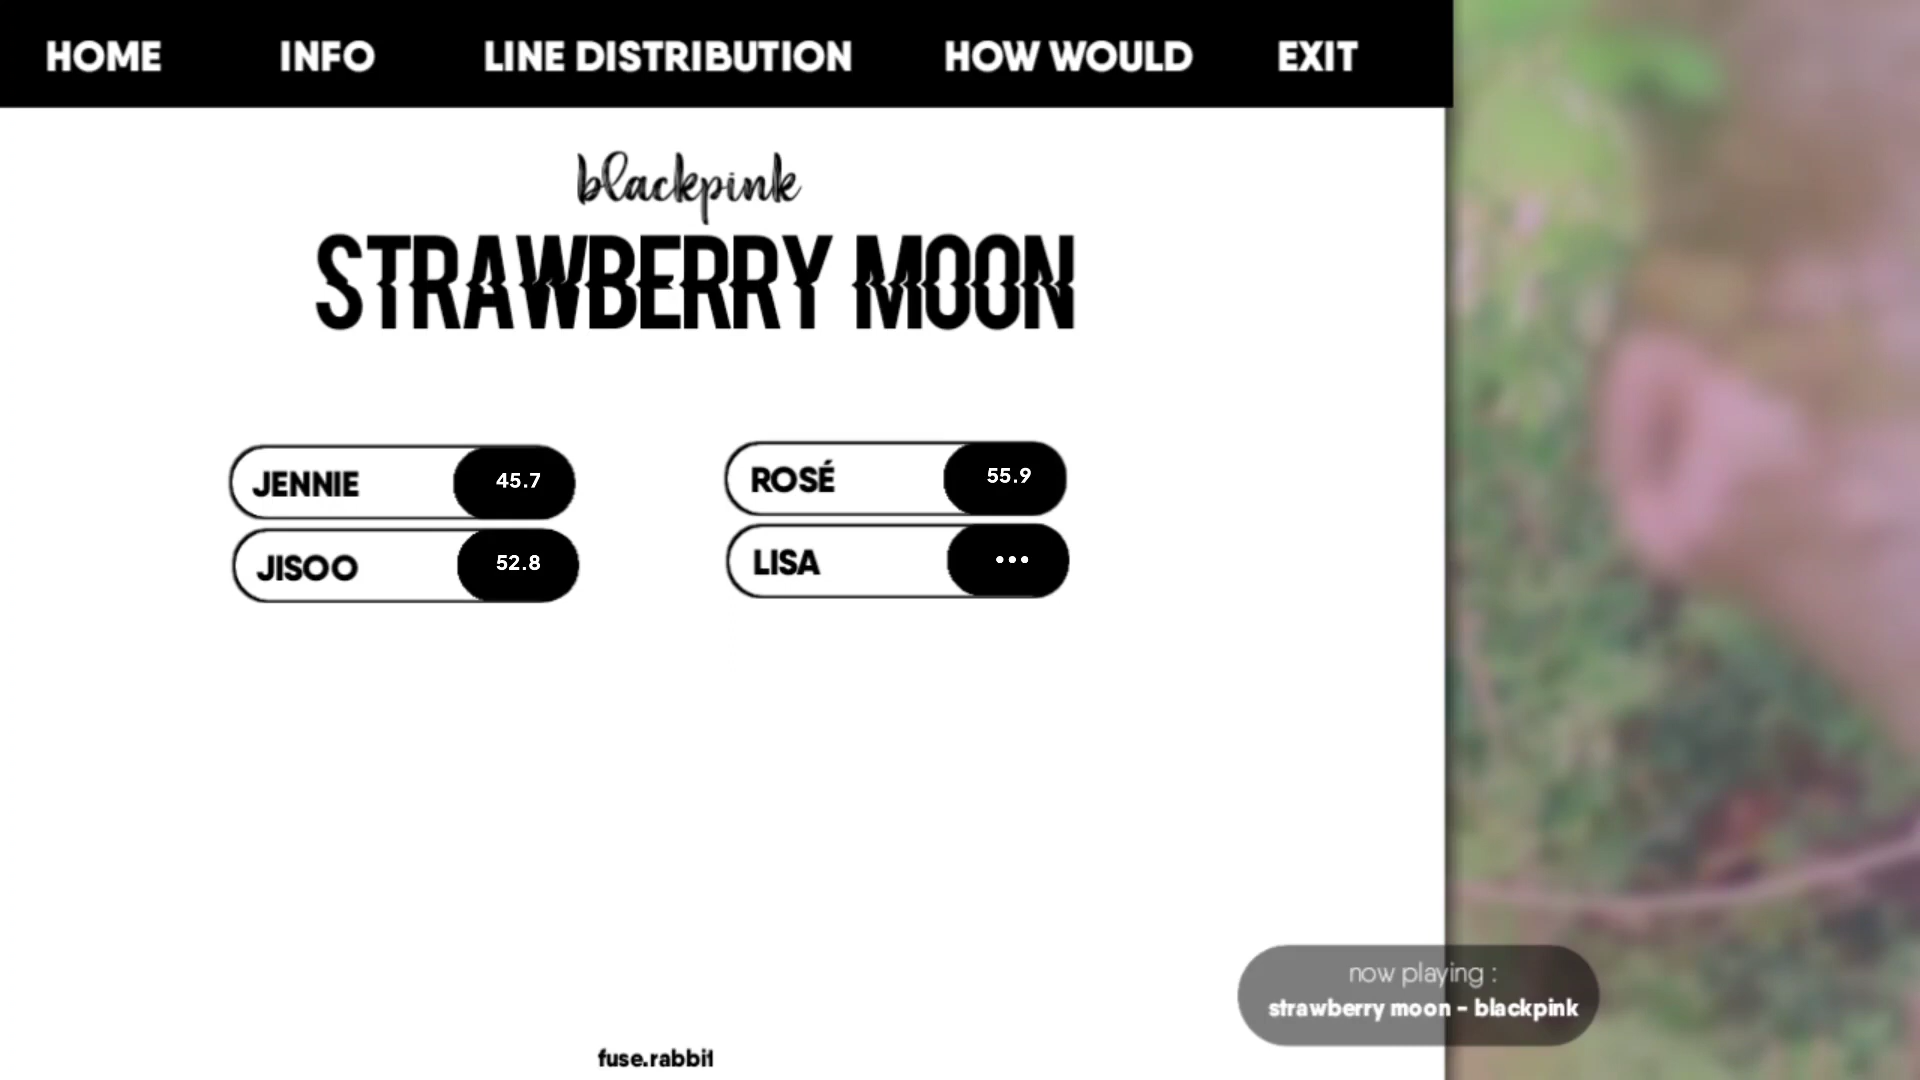 HOME INFO LINE DISTRIBUTION HOW WOULD EXIT
blackpink
STRAWBERRY MOON
JENNIE 45.7
ROSÉ 55.9
JISOO 52.8
LISA •••
now playing :
strawberry moon - blackpink
fuse.rabbit